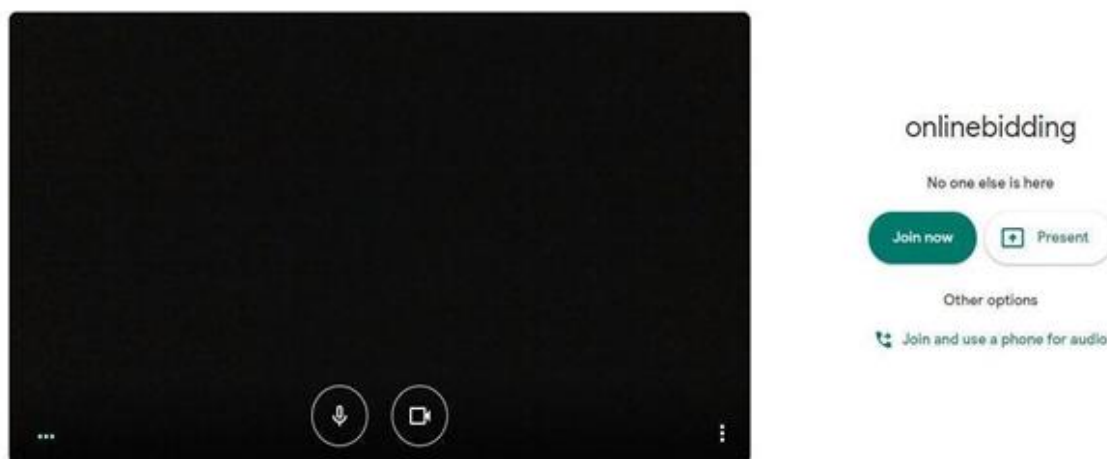 onlinebidding
No one else is here
Join now
Present
Other options
Join and use a phone for audio